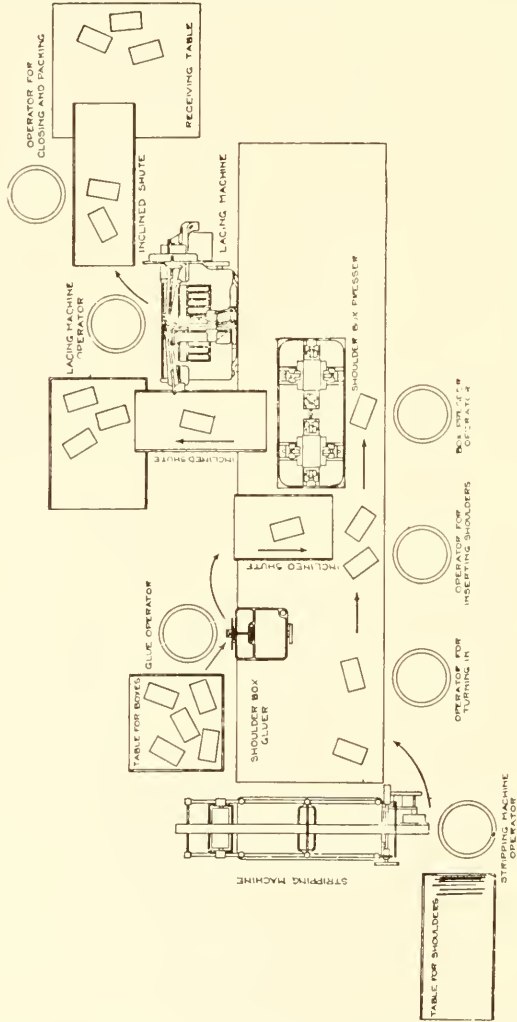 OPERATOR FOR
CLOSING AND PACKING
RECEIVING TABLE
INCLINED SHUTE
LACING MACHINE
LACING MACHINE
OPERATOR
INCLINED SHUTE
SHOULDER BOX PRESSER
BOX PRESSER
OPERATOR
GLUE OPERATOR
INCLINED SHUTE
OPERATOR FOR
INSERTING SHOULDERS
TABLE FOR BOXES
SHOULDER BOX
GLUER
OPERATOR FOR
TURNING IN
STRIPPING MACHINE
STRIPPING MACHINE
OPERATOR
TABLE FOR SHOULDERS